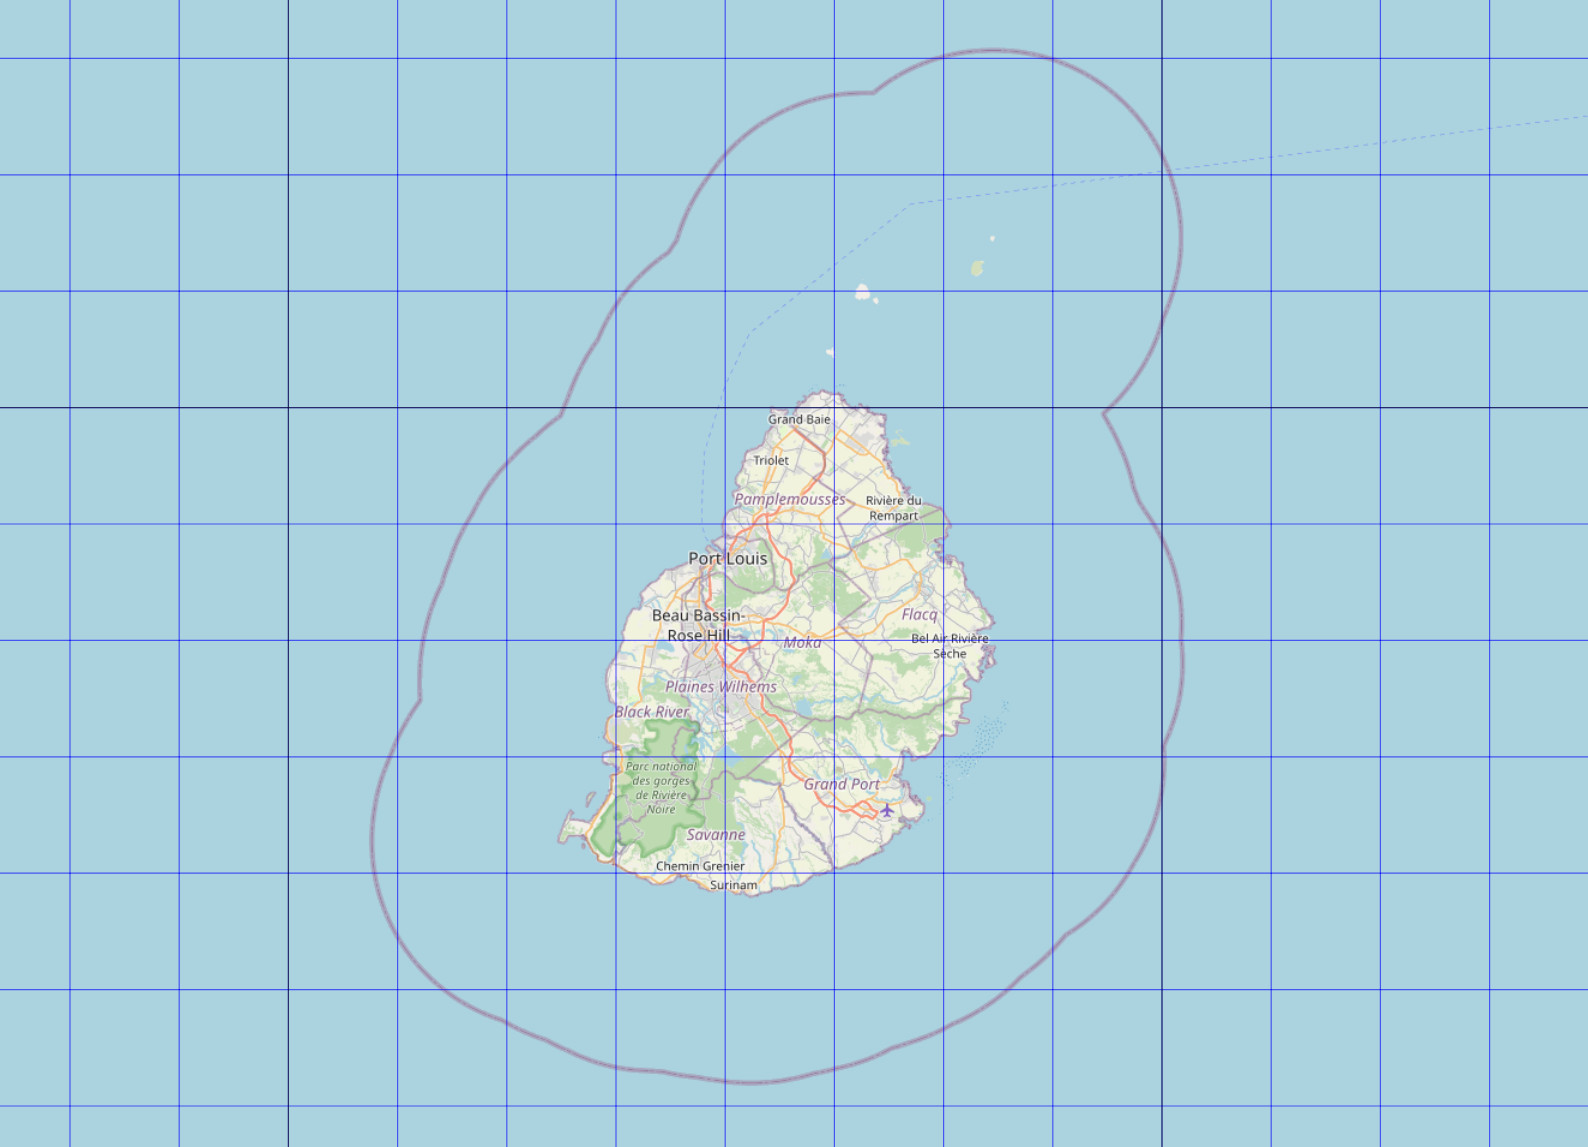 Grand Baie
Triolet
Pamplemousses
Rivière du
Rempart
Port Louis
Beau Bassin-
Rose Hill
Flacq
Moka
Bel Air Rivière
Sèche
Plaines Wilhems
Black River
Parc national
des gorges
de Rivière
Noire
Grand Port
Savanne
Chemin Grenier
Surinam